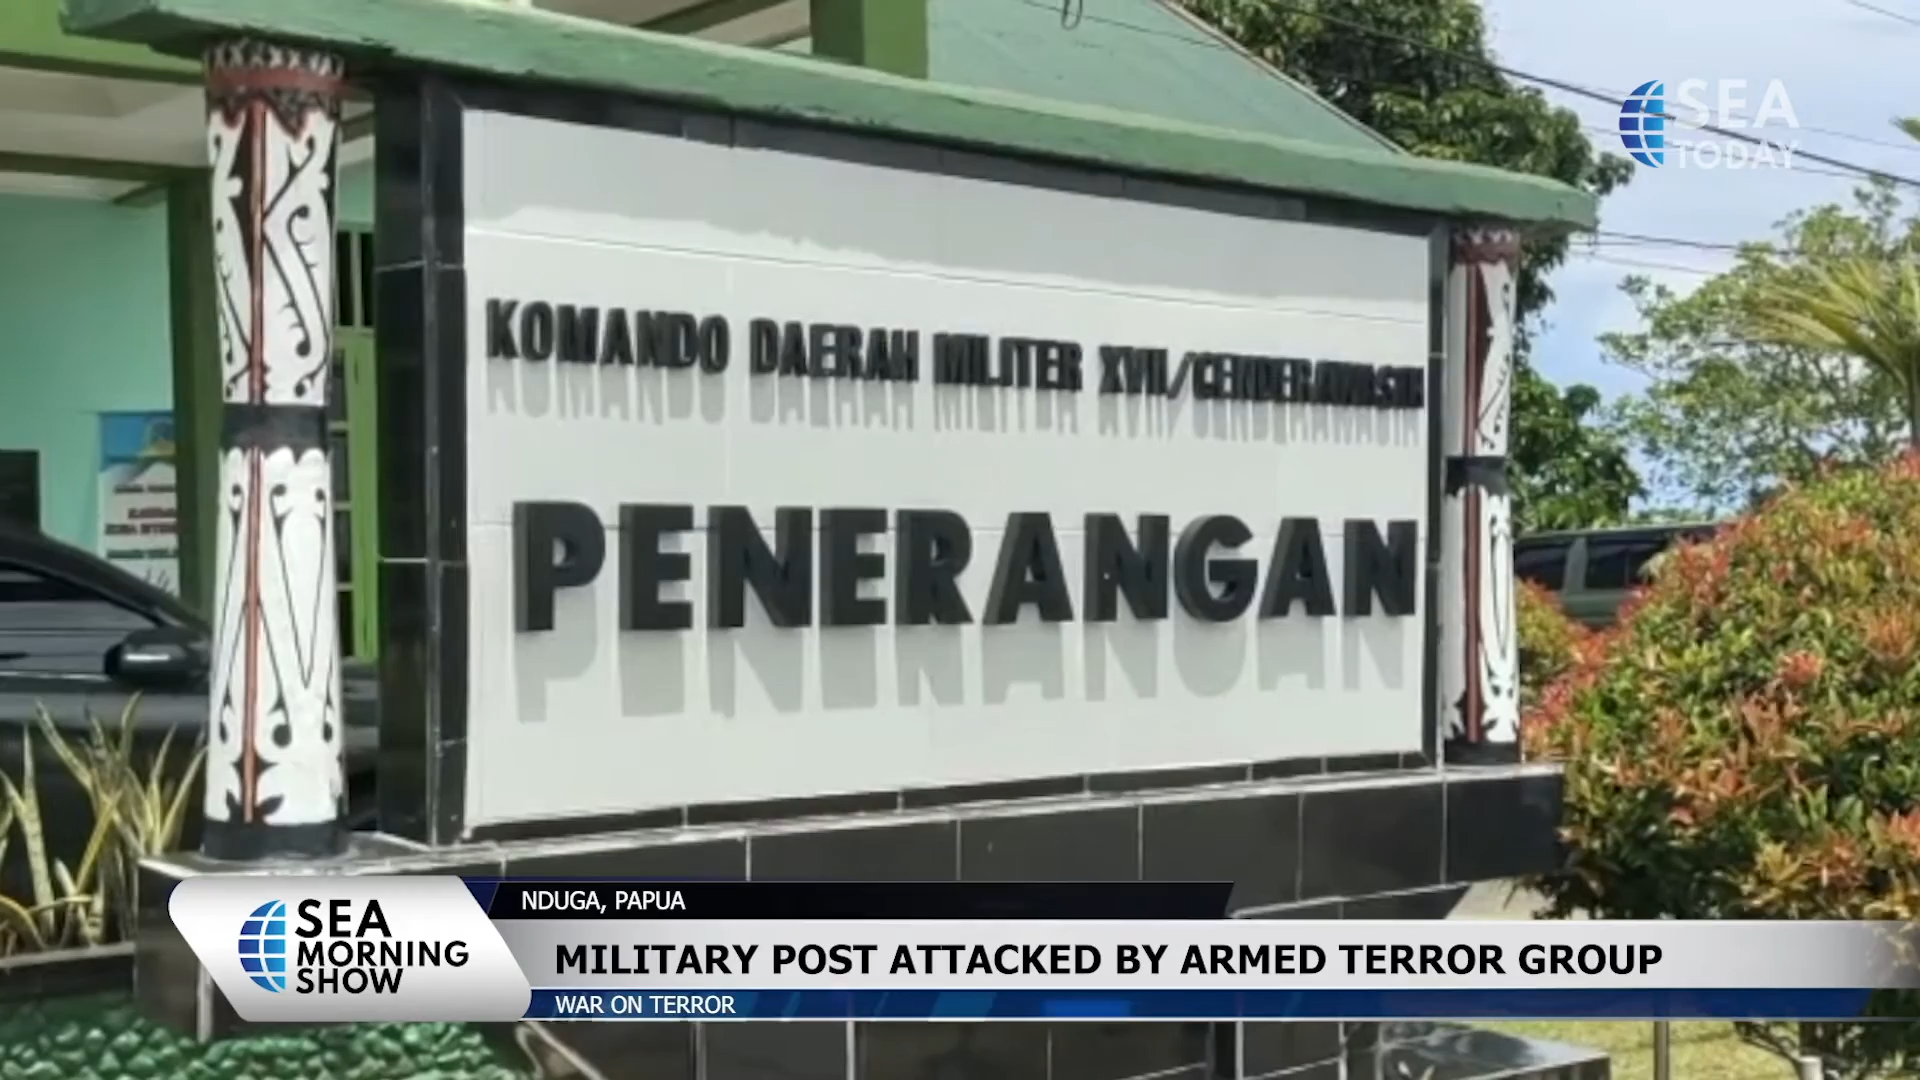 SEA
TODAY
KOMANDO DAERAH MILITER XVII/CENDERAWASIH
PENERANGAN
SEA
MORNING
SHOW
NDUGA, PAPUA
MILITARY POST ATTACKED BY ARMED TERROR GROUP
WAR ON TERROR